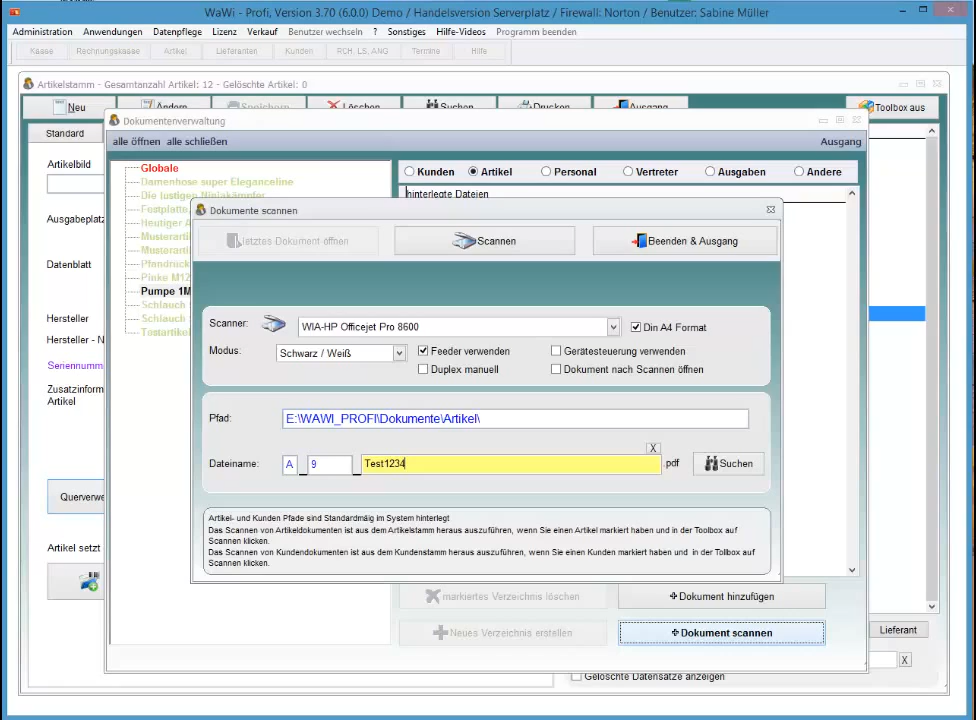 WaWi - Profi, Version 3.70 (6.0.0) Demo / Handelsversion Serverplatz / Firewall: Norton / Benutzer: Sabine Müller
Administration Anwendungen Datenpflege Lizenz Verkauf Benutzer wechseln ? Sonstiges Hilfe-Videos Programm beenden
Kasse Rechnungskasse Artikel Lieferanten Kunden RCH, LS, ANG Termine Hilfe
Artikelstamm - Gesamtanzahl Artikel: 12 - Gelöschte Artikel: 0
Neu Ändern Speichern Löschen Suchen Drucken Ausgang Toolbox aus
Standard
Dokumentenverwaltung
alle öffnen alle schließen Ausgang
Artikelbild
Globale
Damenhose super Eleganceline
Die lustigen Ninjakämpfer
Festplatte
Heutiger A
Musterarti
Musterarti
Pfandrück
Pinke M12
Pumpe 1M
Schlauch
Schlauch
Testartikel
Kunden Artikel Personal Vertreter Ausgaben Andere
hinterlegte Dateien
Ausgabeplatz
Datenblatt
Hersteller
Hersteller - N
Seriennumm
Zusatzinform
Artikel
Querverwe
Artikel setzt
Dokumente scannen
letztes Dokument öffnen Scannen Beenden & Ausgang
Scanner: WIA-HP Officejet Pro 8600 Din A4 Format
Modus: Schwarz / Weiß Feeder verwenden Gerätesteuerung verwenden
Duplex manuell Dokument nach Scannen öffnen
Pfad: E:\WAWI_PROFI\Dokumente\Artikel\
X
Dateiname: A _ 9 _ Test1234 .pdf Suchen
Artikel- und Kunden Pfade sind Standardmäig im System hinterlegt
Das Scannen von Artikeldokumenten ist aus dem Artikelstamm heraus auszuführen, wenn Sie einen Artikel markiert haben und in der Toolbox auf
Scannen klicken.
Das Scannen von Kundendokumenten ist aus dem Kundenstamm heraus auszuführen, wenn Sie einen Kunden markiert haben und in der Tollbox auf
Scannen klicken.
markiertes Verzeichnis löschen Dokument hinzufügen
Neues Verzeichnis erstellen Dokument scannen
Lieferant
X
Gelöschte Datensätze anzeigen